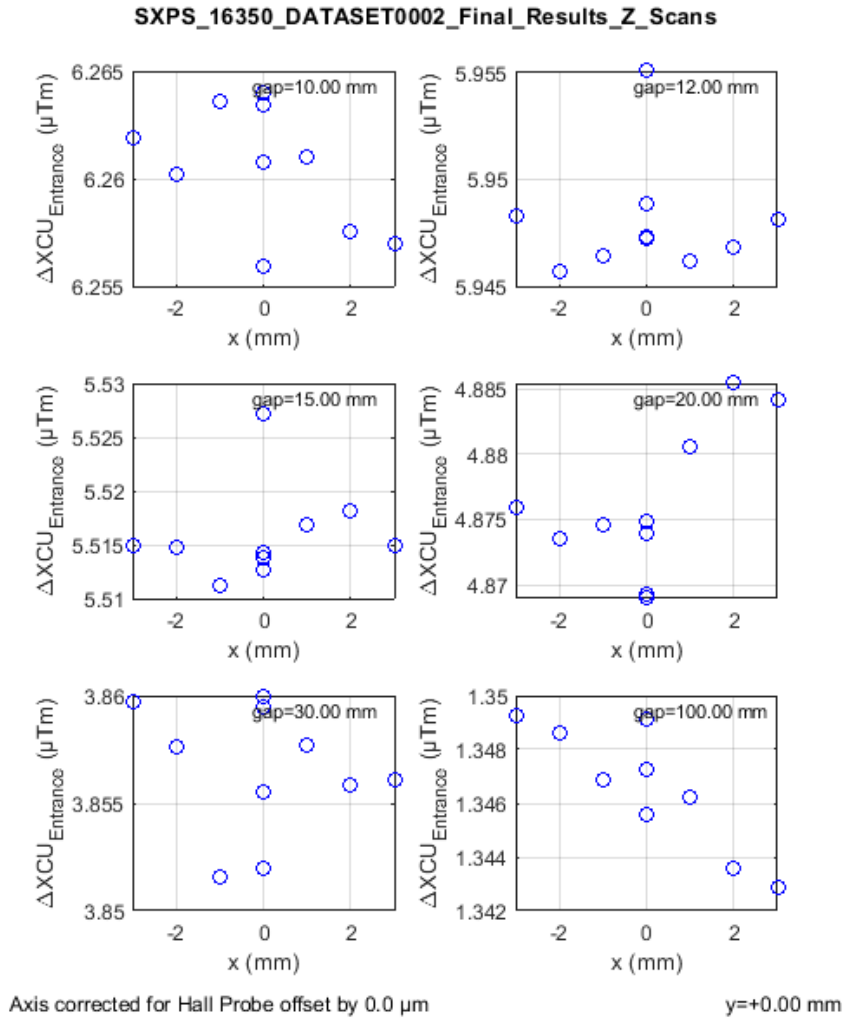 SXPS_16350_DATASET0002_Final_Results_Z_Scans
gap=10.00 mm
6.265
6.26
6.255
ΔXCU_Entrance (µTm)
-2 0 2
x (mm)
gap=12.00 mm
5.955
5.95
5.945
ΔXCU_Entrance (µTm)
-2 0 2
x (mm)
gap=15.00 mm
5.53
5.525
5.52
5.515
5.51
ΔXCU_Entrance (µTm)
-2 0 2
x (mm)
gap=20.00 mm
4.885
4.88
4.875
4.87
ΔXCU_Entrance (µTm)
-2 0 2
x (mm)
gap=30.00 mm
3.86
3.855
3.85
ΔXCU_Entrance (µTm)
-2 0 2
x (mm)
gap=100.00 mm
1.35
1.348
1.346
1.344
1.342
ΔXCU_Entrance (µTm)
-2 0 2
x (mm)
Axis corrected for Hall Probe offset by 0.0 µm
y=+0.00 mm